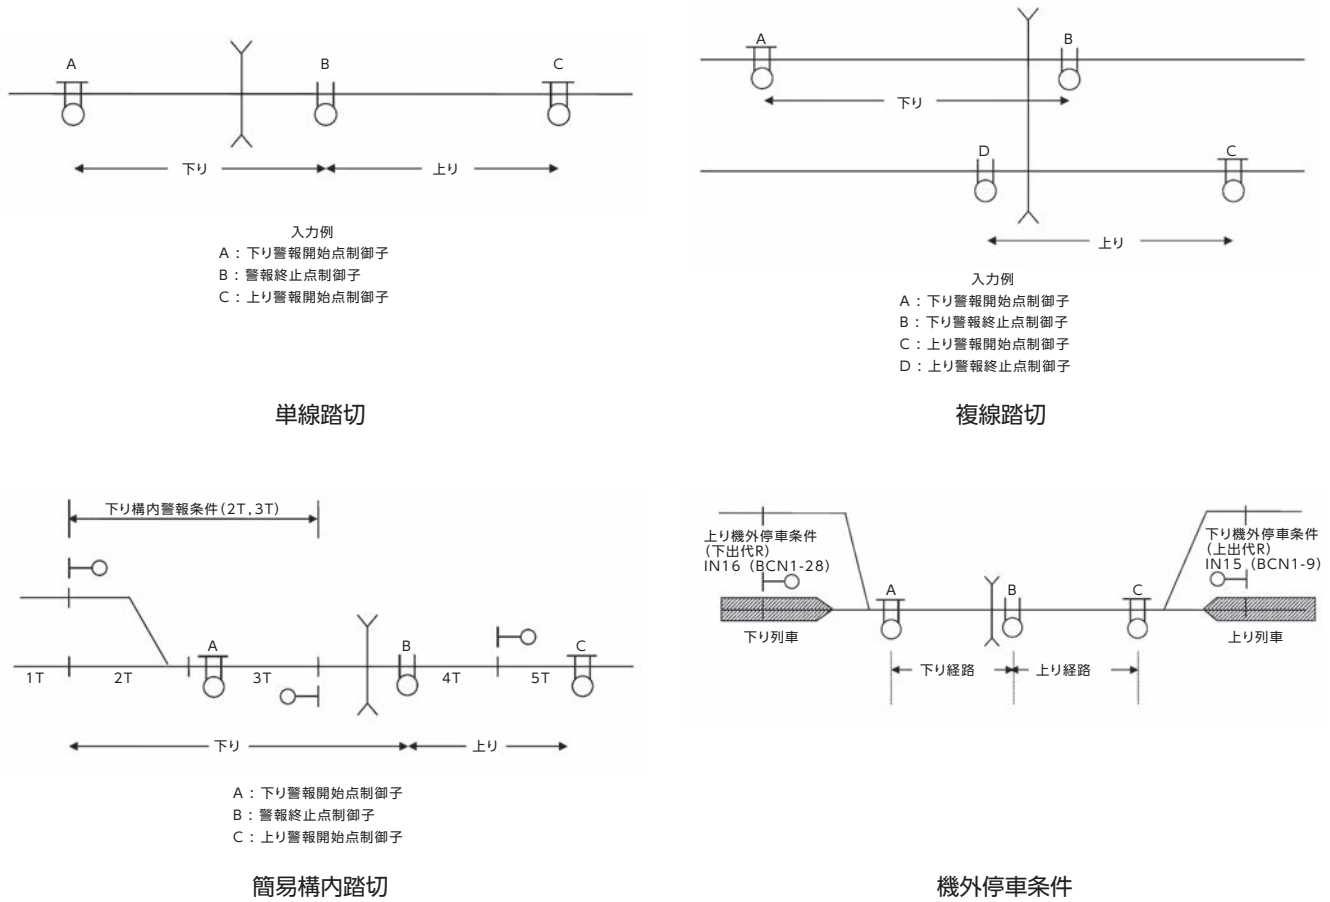 A
B
C
下り
上り
入力例
A : 下り警報開始点制御子
B : 警報終止点制御子
C : 上り警報開始点制御子
単線踏切
A
B
下り
D
C
上り
入力例
A : 下り警報開始点制御子
B : 下り警報終止点制御子
C : 上り警報開始点制御子
D : 上り警報終止点制御子
複線踏切
下り構内警報条件(2T,3T)
A
B
C
1T
2T
3T
4T
5T
下り
上り
A : 下り警報開始点制御子
B : 警報終止点制御子
C : 上り警報開始点制御子
簡易構内踏切
上り機外停車条件
(下出代R)
IN16 (BCN1-28)
下り機外停車条件
(上出代R)
IN15 (BCN1-9)
A
B
C
下り列車
上り列車
下り経路
上り経路
機外停車条件